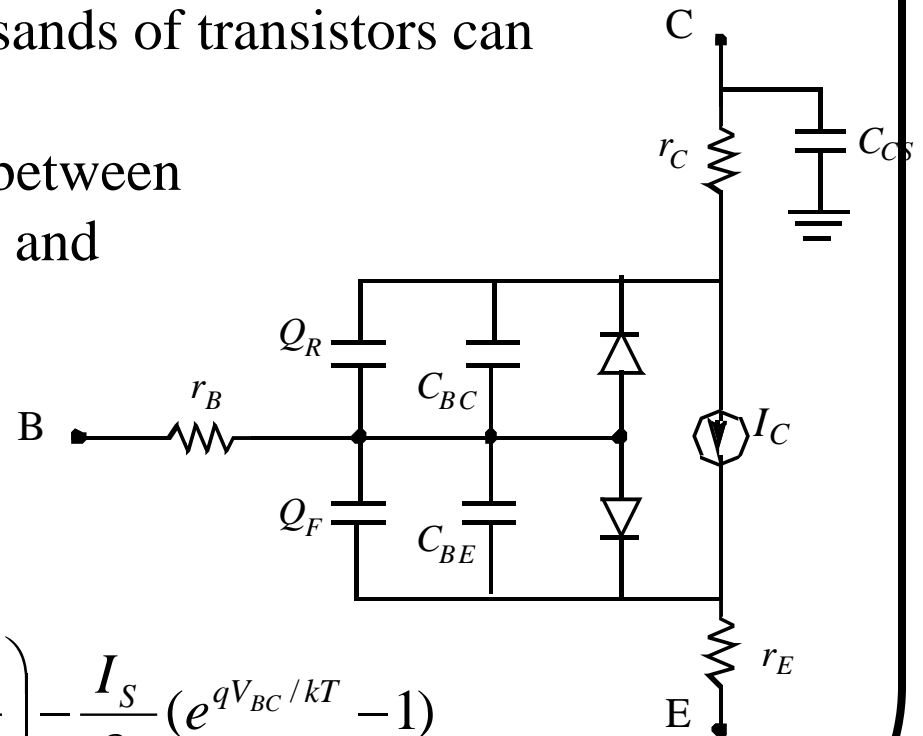 sands of transistors can
between
and
C
r_C
C_CS
Q_R
C_BC
r_B
B
I_C
Q_F
C_BE
r_E
) − I_S (e^{qV_BC / kT} − 1)
E